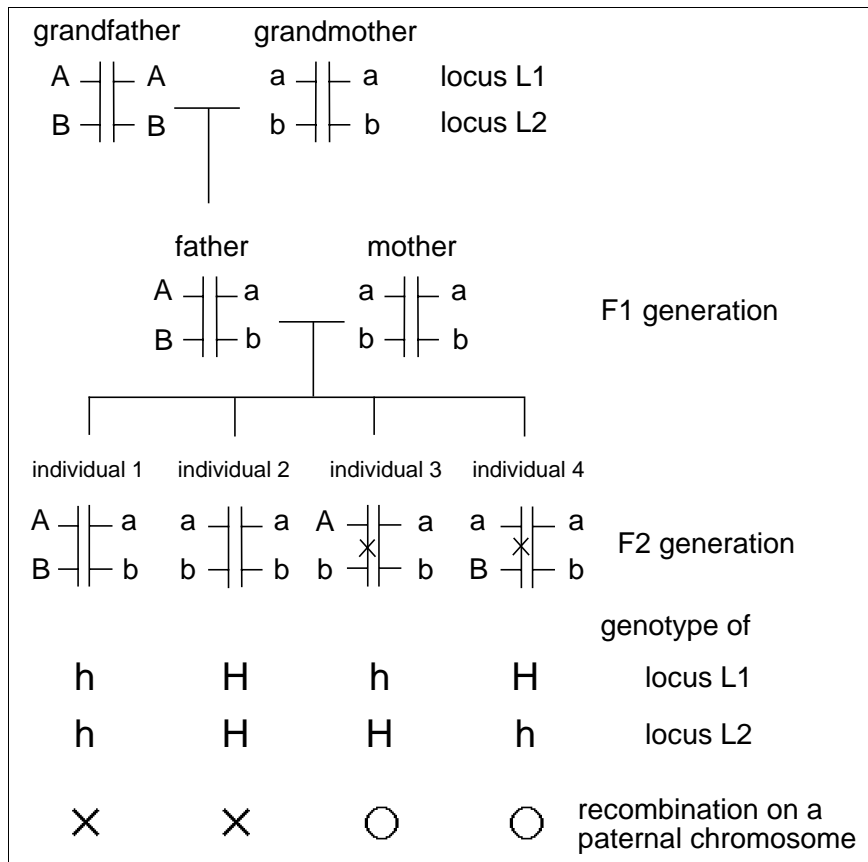 grandfather grandmother
A A a a locus L1
B B b b locus L2
father mother
A a a a
F1 generation
B b b b
individual 1 individual 2 individual 3 individual 4
A a a a A a a a
F2 generation
B b b b b b B b
genotype of
h H h H locus L1
h H H h locus L2
recombination on a
paternal chromosome